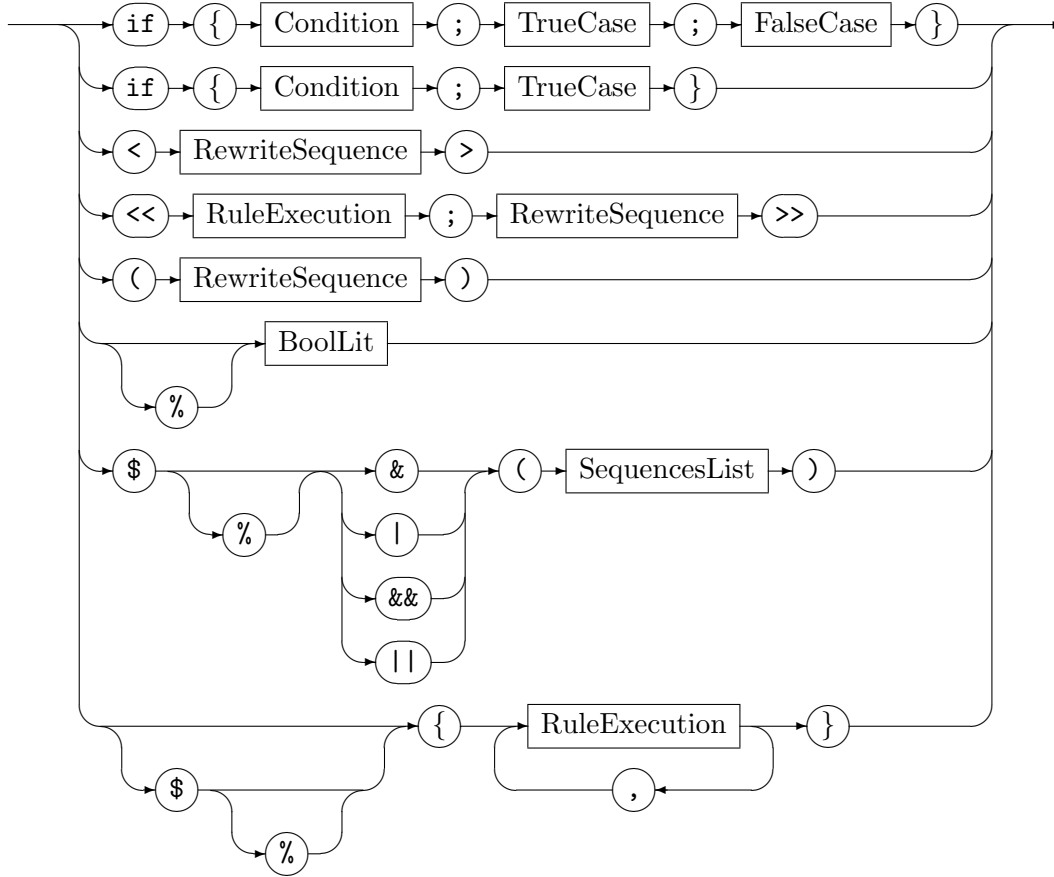 if { Condition ; TrueCase ; FalseCase }
if { Condition ; TrueCase }
< RewriteSequence >
<< RuleExecution ; RewriteSequence >>
( RewriteSequence )
BoolLit
%
$ & ( SequencesList )
% |
&&
||
{ RuleExecution }
$ ,
%